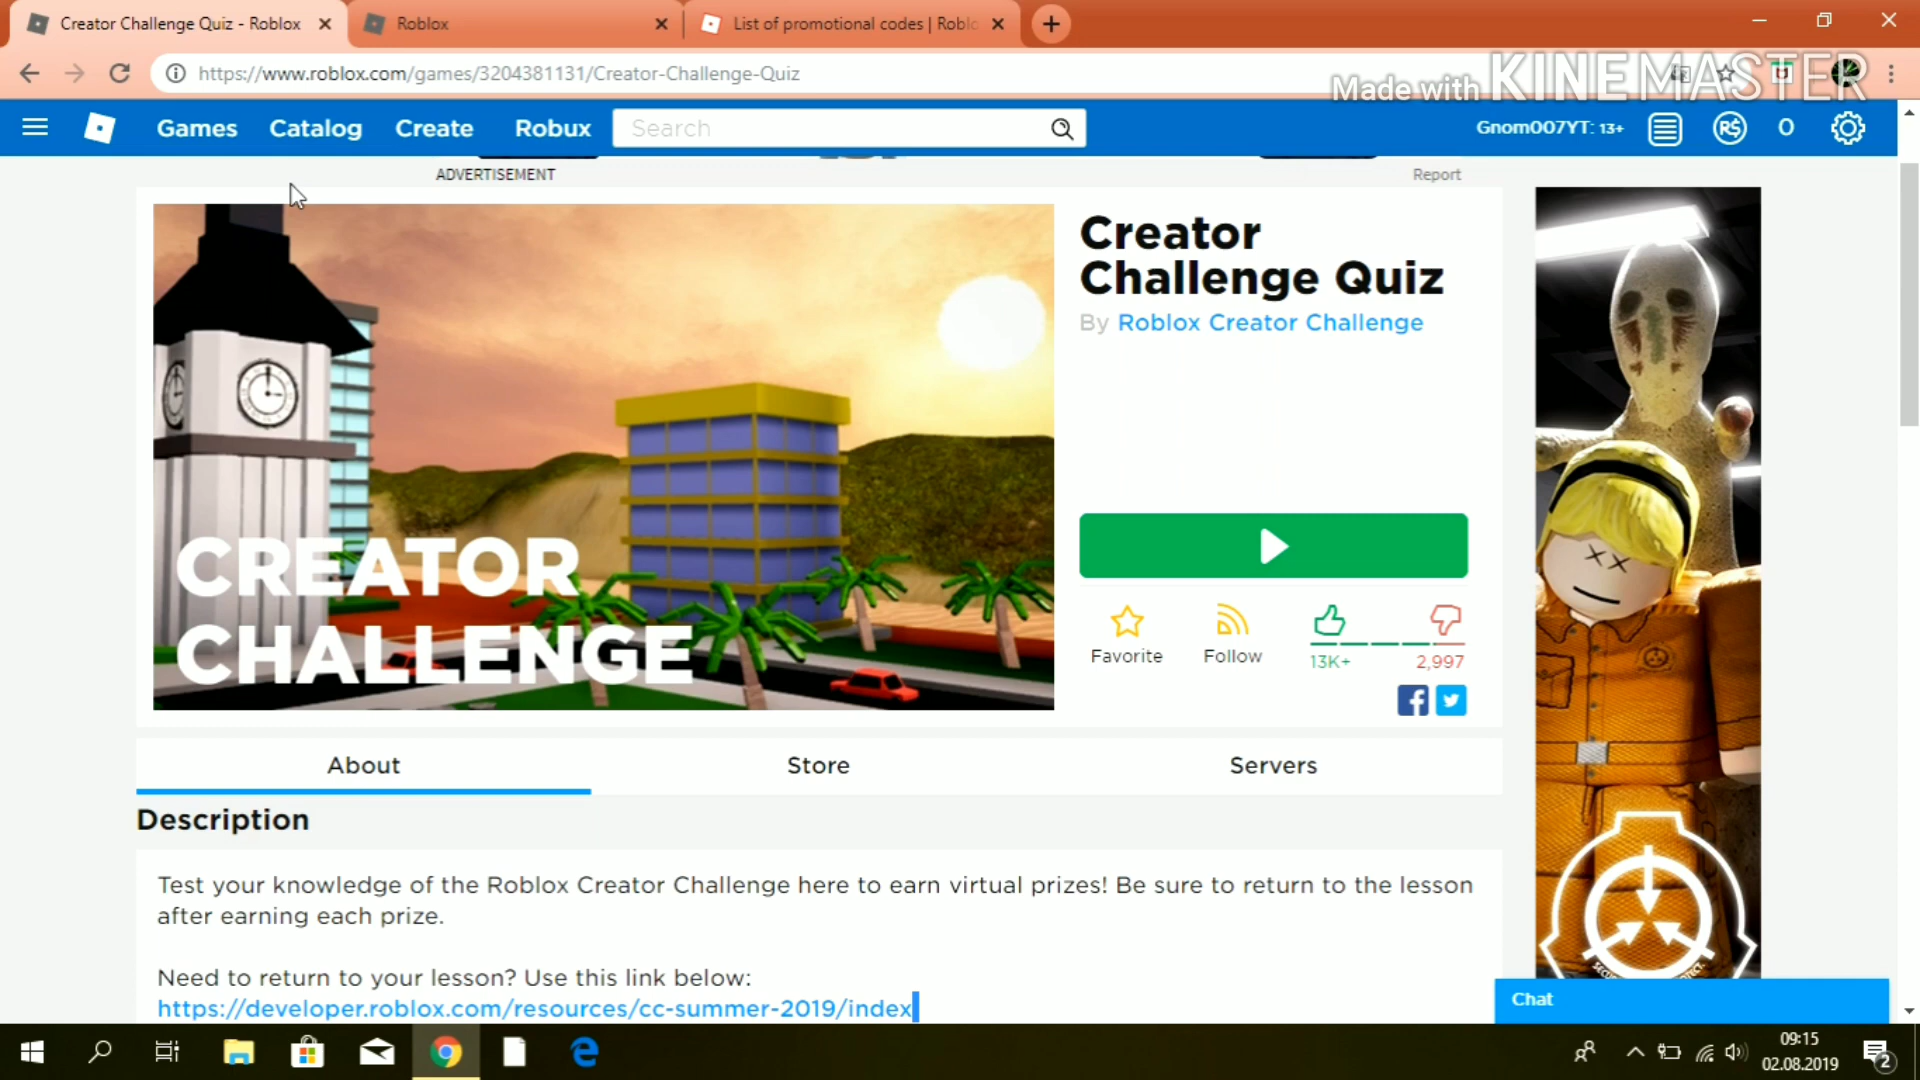 Creator Challenge Quiz - Roblox
Roblox
List of promotional codes | Roblo
https://www.roblox.com/games/3204381131/Creator-Challenge-Quiz
Made with KINEMASTER
Games
Catalog
Create
Robux
Search
Gnom007YT: 13+
R$
0
ADVERTISEMENT
Report
Creator
Challenge Quiz
By Roblox Creator Challenge
CREATOR
CHALLENGE
Favorite
Follow
13K+
2,997
About
Store
Servers
Description
Test your knowledge of the Roblox Creator Challenge here to earn virtual prizes! Be sure to return to the lesson
after earning each prize.
Need to return to your lesson? Use this link below:
https://developer.roblox.com/resources/cc-summer-2019/index
Chat
09:15
02.08.2019
2